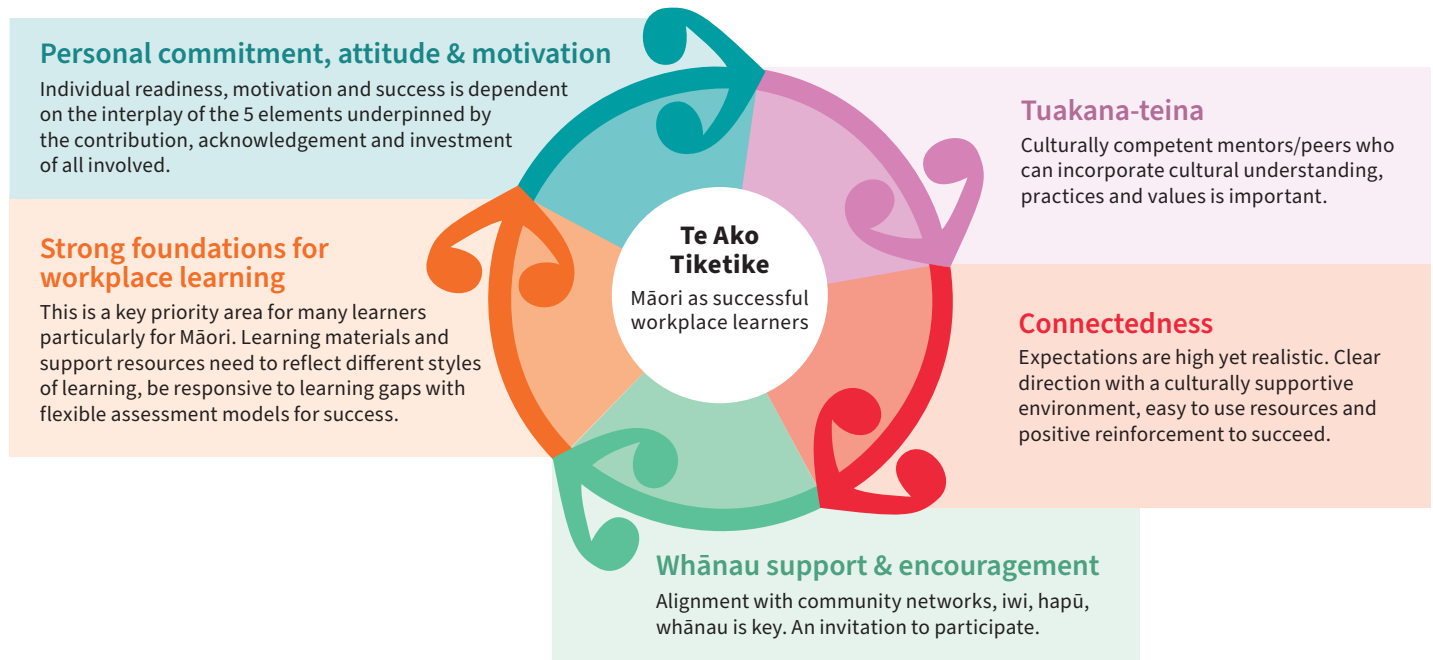 Personal commitment, attitude & motivation
Individual readiness, motivation and success is dependent
on the interplay of the 5 elements underpinned by
the contribution, acknowledgement and investment
of all involved.
Strong foundations for
workplace learning
This is a key priority area for many learners
particularly for Māori. Learning materials and
support resources need to reflect different styles
of learning, be responsive to learning gaps with
flexible assessment models for success.
Te Ako
Tiketike
Māori as successful
workplace learners
Tuakana-teina
Culturally competent mentors/peers who
can incorporate cultural understanding,
practices and values is important.
Connectedness
Expectations are high yet realistic. Clear
direction with a culturally supportive
environment, easy to use resources and
positive reinforcement to succeed.
Whānau support & encouragement
Alignment with community networks, iwi, hapū,
whānau is key. An invitation to participate.